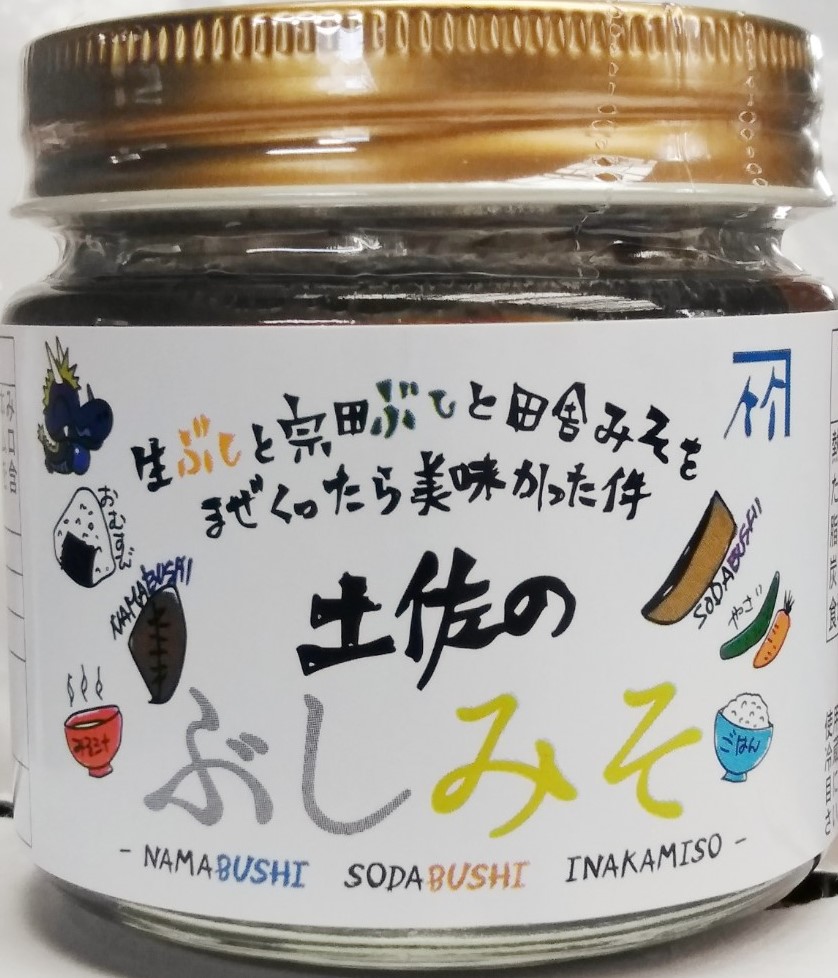 生ぶしと宗田ぶしと田舎みそを
まぜくったら美味かった件
竹
おむすび
NAMABUSHI
SODABUSHI
やさい
土佐の
ぶしみそ
みそ汁
ごはん
- NAMABUSHI SODABUSHI INAKAMISO -